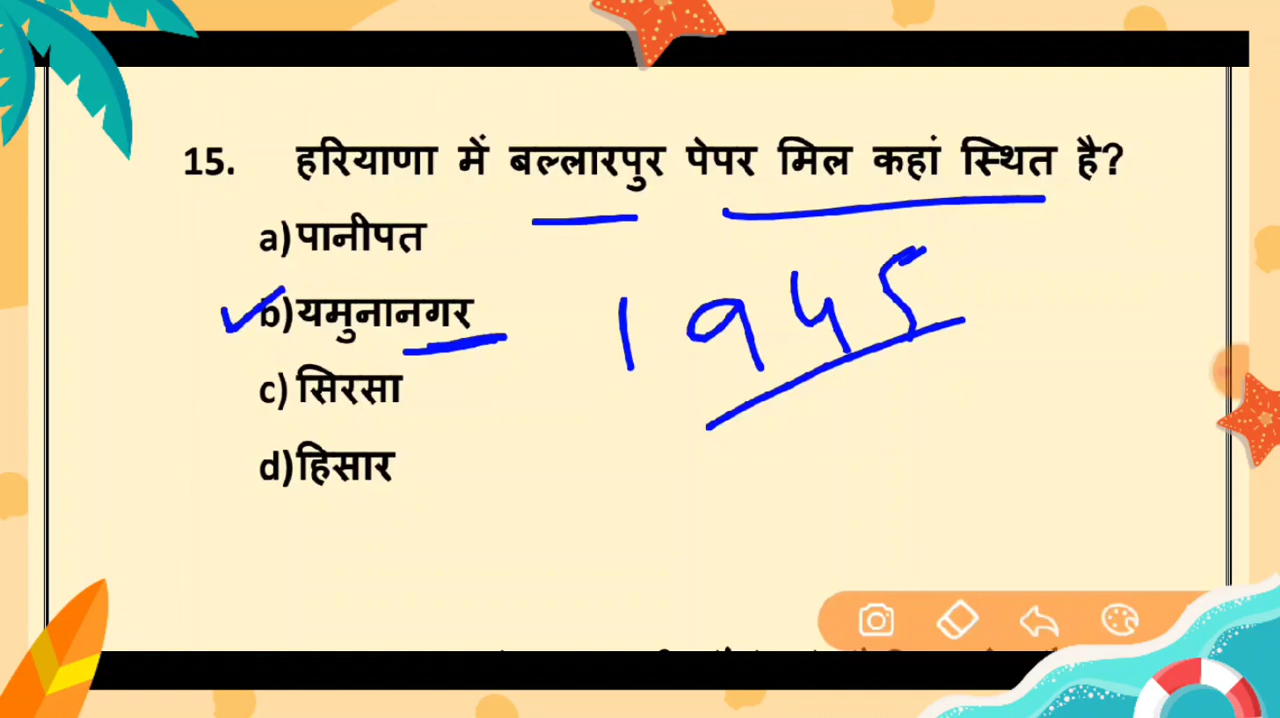 15. हरियाणा में बल्लारपुर पेपर मिल कहां स्थित है?
a) पानीपत
b) यमुनानगर
1945
c) सिरसा
d) हिसार